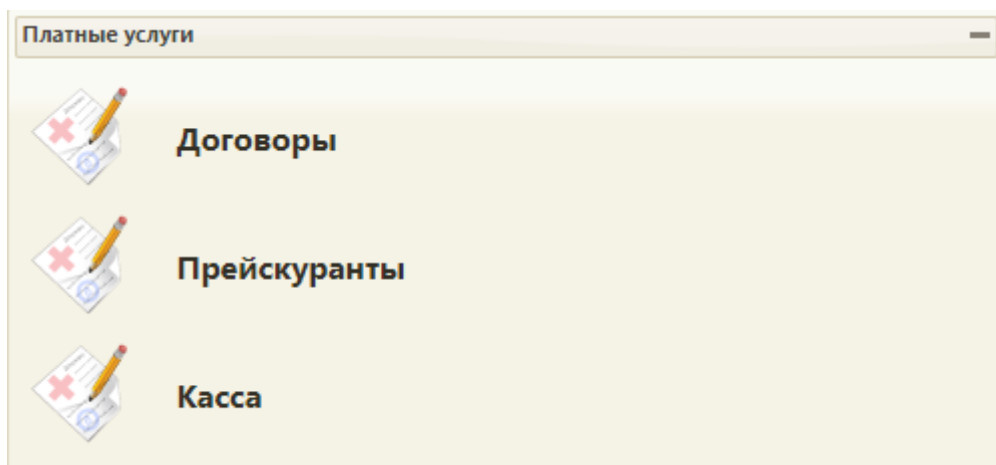 Платные услуги
Договоры
Прейскуранты
Касса